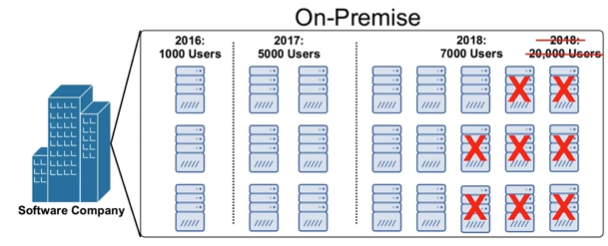 On-Premise
2016:
1000 Users
2017:
5000 Users
2018:
7000 Users
2018:
20,000 Users
Software Company